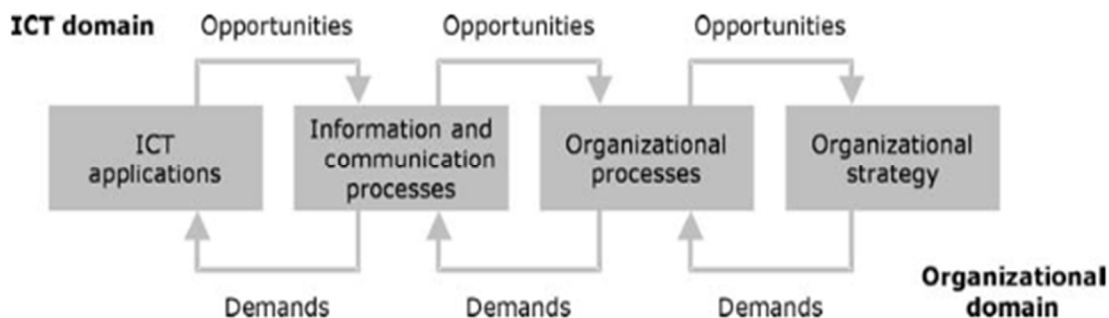 ICT domain
Opportunities
Opportunities
Opportunities
ICT
applications
Information and
communication
processes
Organizational
processes
Organizational
strategy
Demands
Demands
Demands
Organizational
domain